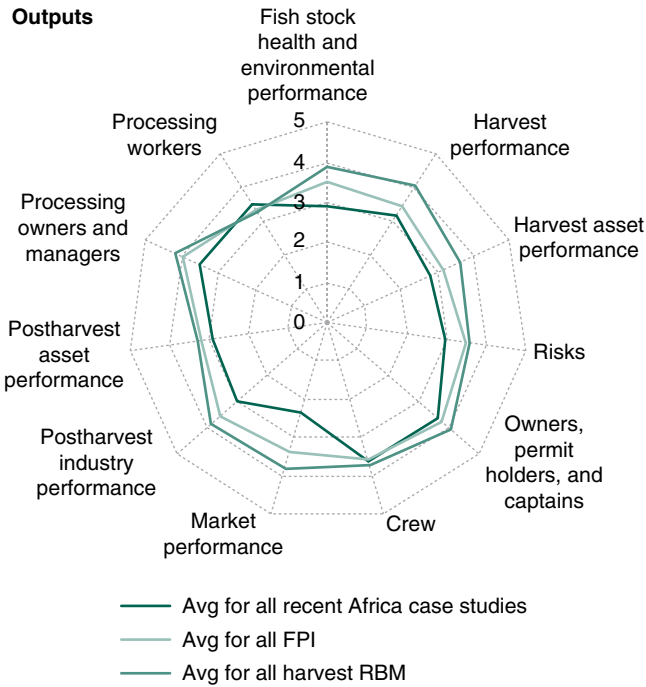 Outputs
Fish stock
health and
environmental
performance
Harvest
performance
Harvest asset
performance
Risks
Owners,
permit
holders, and
captains
Crew
Market
performance
Postharvest
industry
performance
Postharvest
asset
performance
Processing
owners and
managers
Processing
workers
5
4
3
2
1
0
Avg for all recent Africa case studies
Avg for all FPI
Avg for all harvest RBM